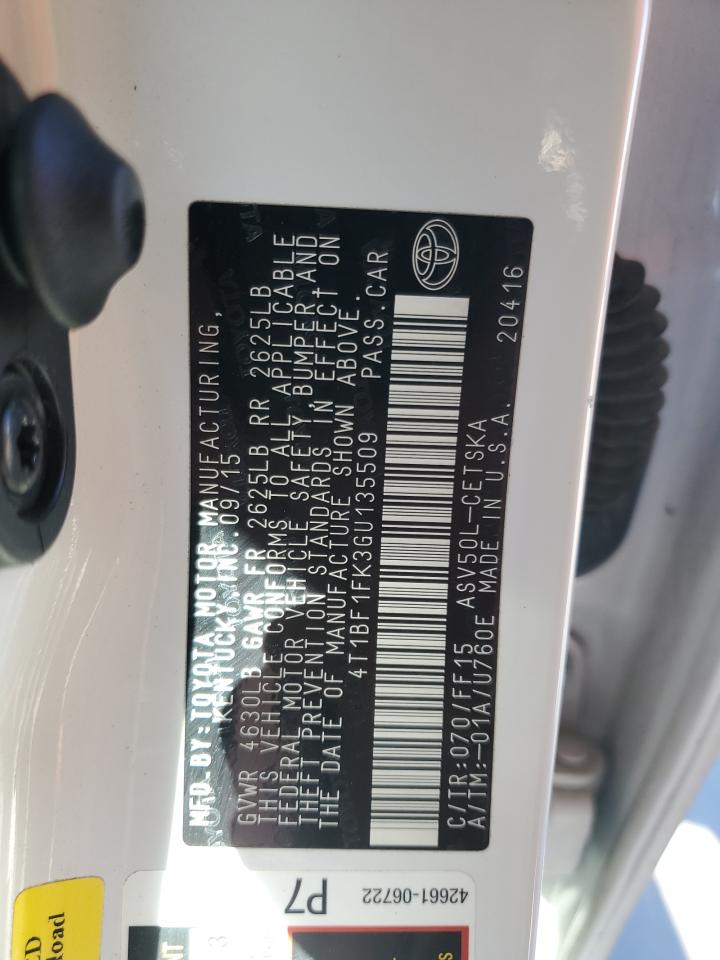 MFD.BY:TOYOTA MOTOR MANUFACTURING,
KENTUCKY,INC. 09/15
GVWR 4630LB GAWR FR 2625LB RR 2625LB
THIS VEHICLE CONFORMS TO ALL APPLICABLE
FEDERAL MOTOR VEHICLE SAFETY,BUMPER,AND
THEFT PREVENTION STANDARDS IN EFFECT ON
THE DATE OF MANUFACTURE SHOWN ABOVE.
4T1BF1FK3GU135509 PASS.CAR
C/TR:070/FF15 ASV50L-CETSKA
A/TM:-01A/U760E MADE IN U.S.A. 20416
P7
42661-06722
3